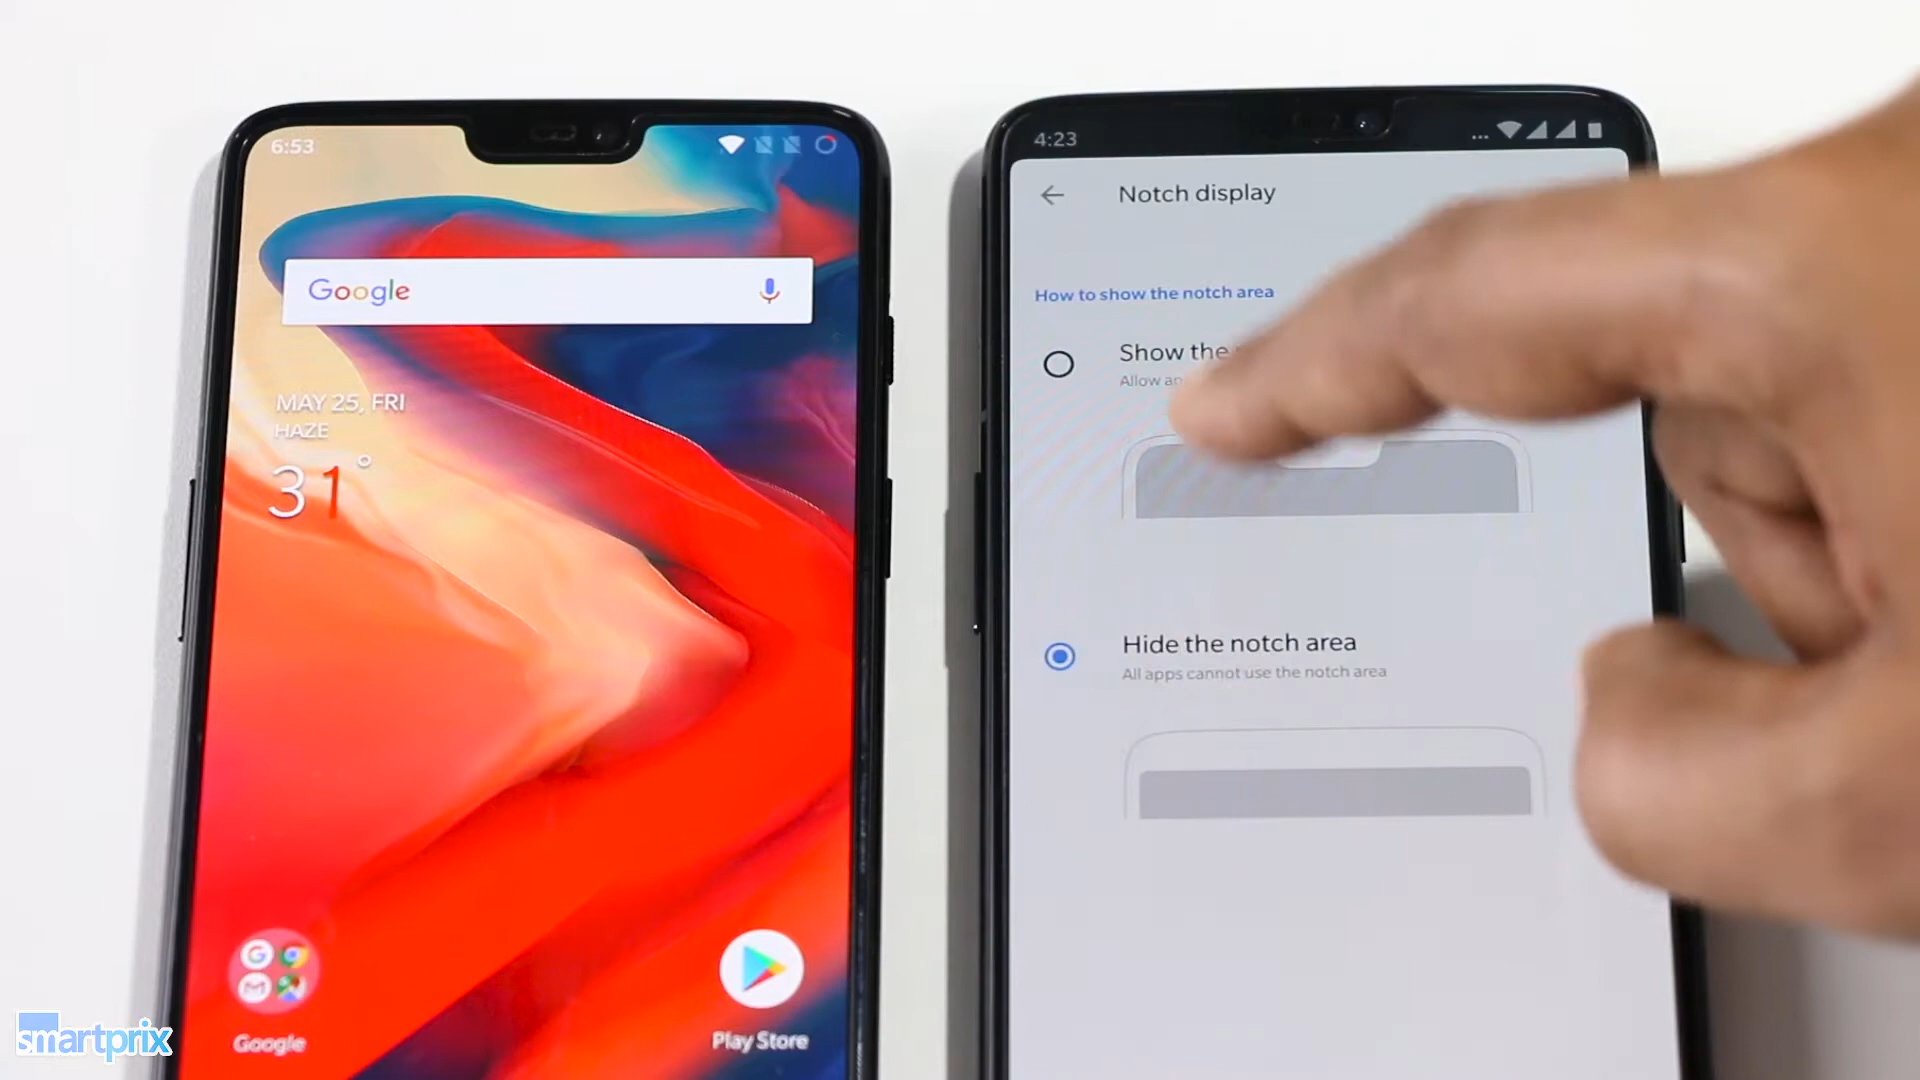 6:53
Google
MAY 25, FRI
HAZE
31°
Google
Play Store
4:23
Notch display
How to show the notch area
Show the
Allow
Hide the notch area
All apps cannot use the notch area
smartprix